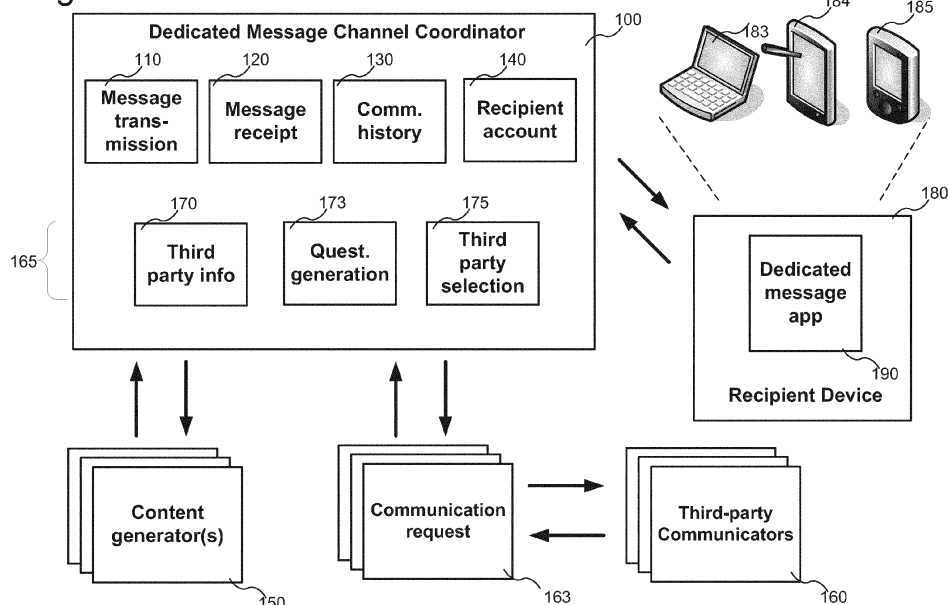 Dedicated Message Channel Coordinator
100
110
120
130
140
Message
trans-
mission
Message
receipt
Comm.
history
Recipient
account
183
184
185
165
170
173
175
Third
party info
Quest.
generation
Third
party
selection
180
Dedicated
message
app
190
Recipient Device
Content
generator(s)
150
Communication
request
163
Third-party
Communicators
160